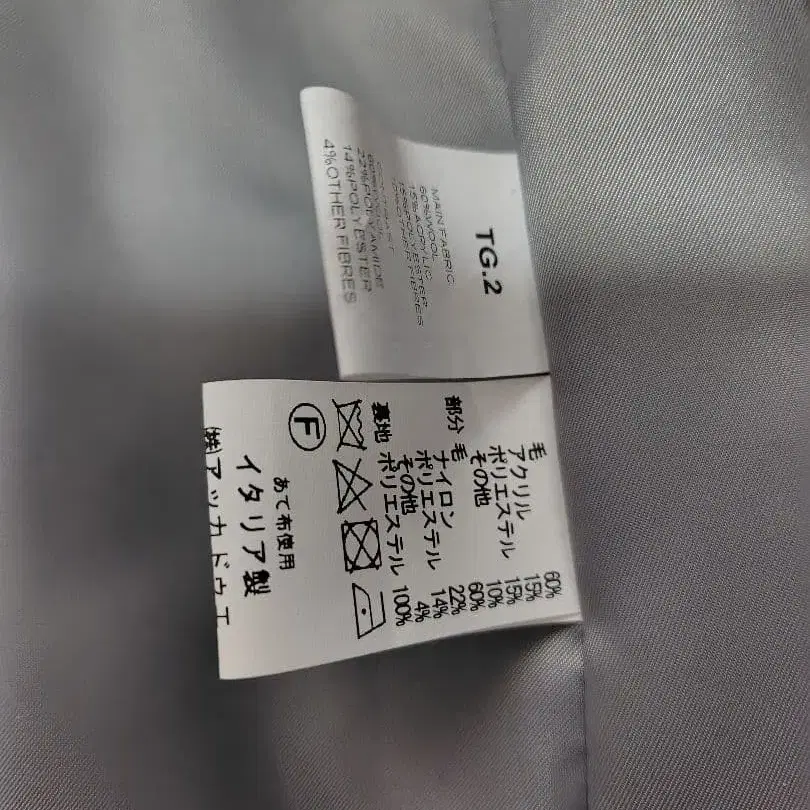 TG.2
MAIN FABRIC
60%WOOL
15%ACRYLIC
15%POLYESTER
10%OTHER FIBRES
22%POLYAMIDE
14%POLYESTER
4%OTHER FIBRES
毛 60%
アクリル 15%
ポリエステル 15%
その他 10%
部分 毛 60%
ナイロン 22%
ポリエステル 14%
その他 4%
裏地 ポリエステル 100%
F
あて布使用
イタリア製
㈱アッカドウエ